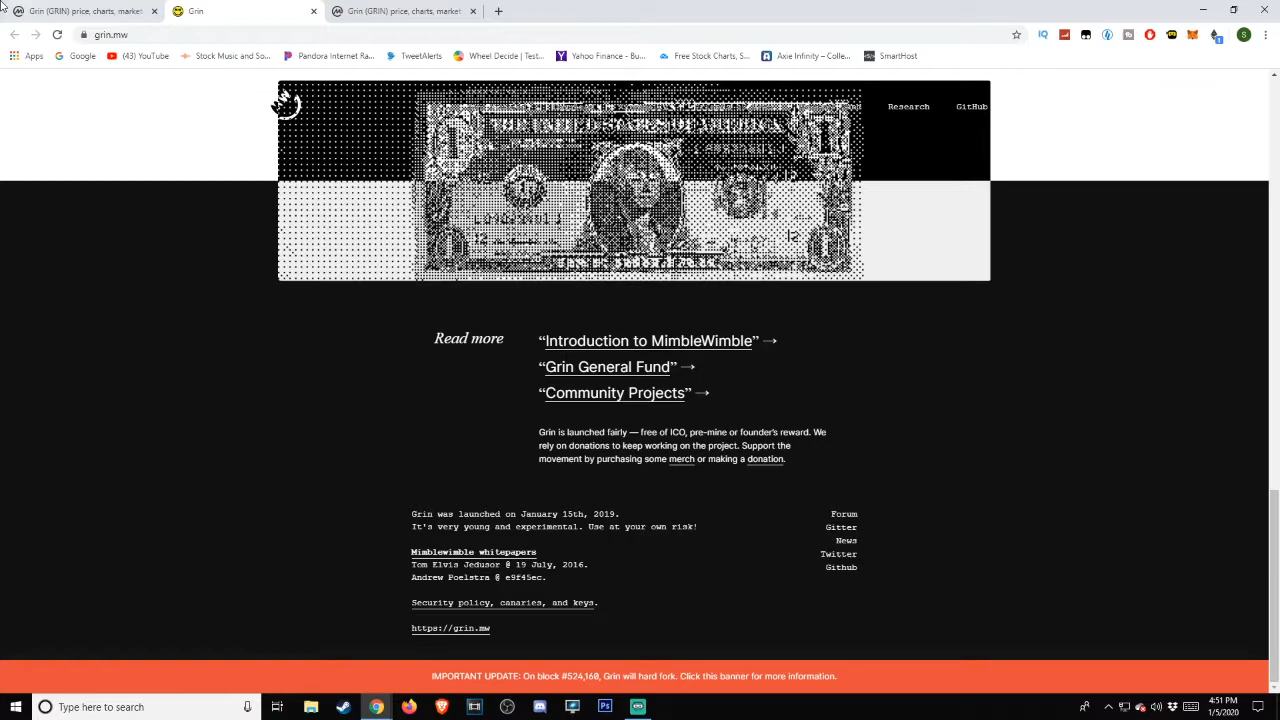 Grin (GRIN) price, charts, market
Grin
Grin (GRIN) price, charts, market
grin.mw
S
Apps
Google
(43) YouTube
Stock Music and So...
Pandora Internet Ra...
TweetAlerts
Wheel Decide | Test...
Yahoo Finance - Bu...
Free Stock Charts, S...
Axie Infinity – Colle...
SmartHost
Research
GitHub
Read more
“Introduction to MimbleWimble” →
“Grin General Fund” →
“Community Projects” →
Grin is launched fairly — free of ICO, pre-mine or founder's reward. We
rely on donations to keep working on the project. Support the
movement by purchasing some merch or making a donation.
Grin was launched on January 15th, 2019.
It's very young and experimental. Use at your own risk!
Mimblewimble whitepapers
Tom Elvis Jedusor @ 19 July, 2016.
Andrew Poelstra @ e9f45ec.
Security policy, canaries, and keys.
https://grin.mw
Forum
Gitter
News
Twitter
Github
IMPORTANT UPDATE: On block #524,160, Grin will hard fork. Click this banner for more information.
Type here to search
4:51 PM
1/5/2020